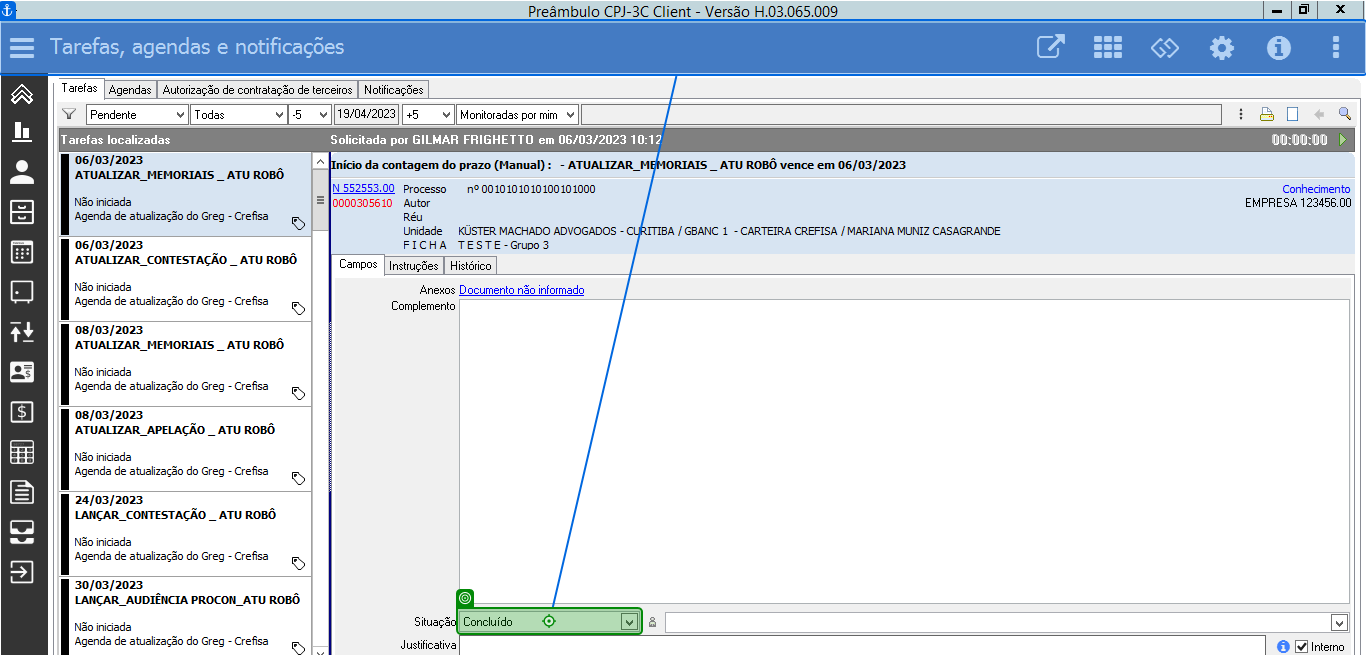 Preâmbulo CPJ-3C Client - Versão H.03.065.009
Tarefas, agendas e notificações
Tarefas Agendas Autorização de contratação de terceiros Notificações
Pendente Todas -5 19/04/2023 +5 Monitoradas por mim
Tarefas localizadas Solicitada por GILMAR FRIGHETTO em 06/03/2023 10:12 00:00:00
06/03/2023
ATUALIZAR_MEMORIAIS _ ATU ROBÔ
Não iniciada
Agenda de atualização do Greg - Crefisa
06/03/2023
ATUALIZAR_CONTESTAÇÃO _ ATU ROBÔ
Não iniciada
Agenda de atualização do Greg - Crefisa
08/03/2023
ATUALIZAR_MEMORIAIS _ ATU ROBÔ
Não iniciada
Agenda de atualização do Greg - Crefisa
08/03/2023
ATUALIZAR_APELAÇÃO _ ATU ROBÔ
Não iniciada
Agenda de atualização do Greg - Crefisa
24/03/2023
LANÇAR_CONTESTAÇÃO _ ATU ROBÔ
Não iniciada
Agenda de atualização do Greg - Crefisa
30/03/2023
LANÇAR_AUDIÊNCIA PROCON_ATU ROBÔ
Não iniciada
Agenda de atualização do Greg - Crefisa
Início da contagem do prazo (Manual) : - ATUALIZAR_MEMORIAIS _ ATU ROBÔ vence em 06/03/2023
N 552553.00 Processo nº 0010101010100101000 Conhecimento
0000305610 Autor EMPRESA 123456.00
Réu
Unidade KÜSTER MACHADO ADVOGADOS - CURITIBA / GBANC 1 - CARTEIRA CREFISA / MARIANA MUNIZ CASAGRANDE
F I C H A T E S T E - Grupo 3
Campos Instruções Histórico
Anexos Documento não informado
Complemento
Situação Concluído
Justificativa Interno